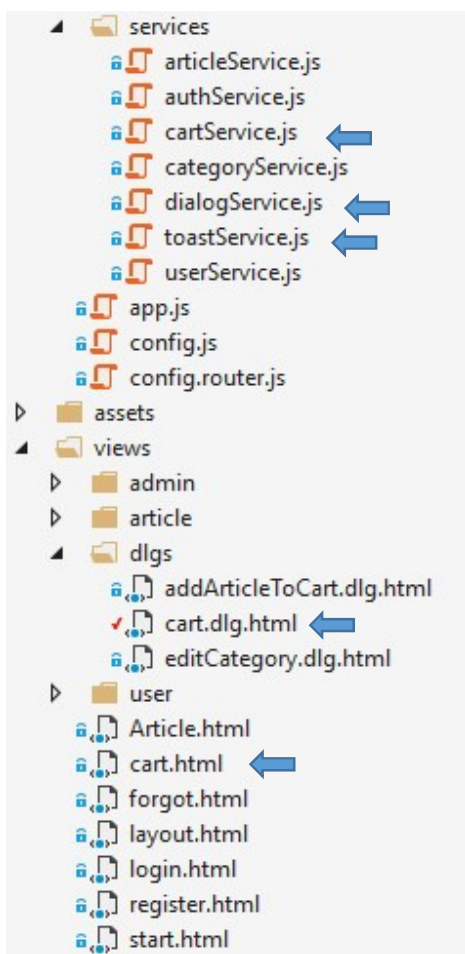 services
articleService.js
authService.js
cartService.js
categoryService.js
dialogService.js
toastService.js
userService.js
app.js
config.js
config.router.js
assets
views
admin
article
dlgs
addArticleToCart.dlg.html
cart.dlg.html
editCategory.dlg.html
user
Article.html
cart.html
forgot.html
layout.html
login.html
register.html
start.html